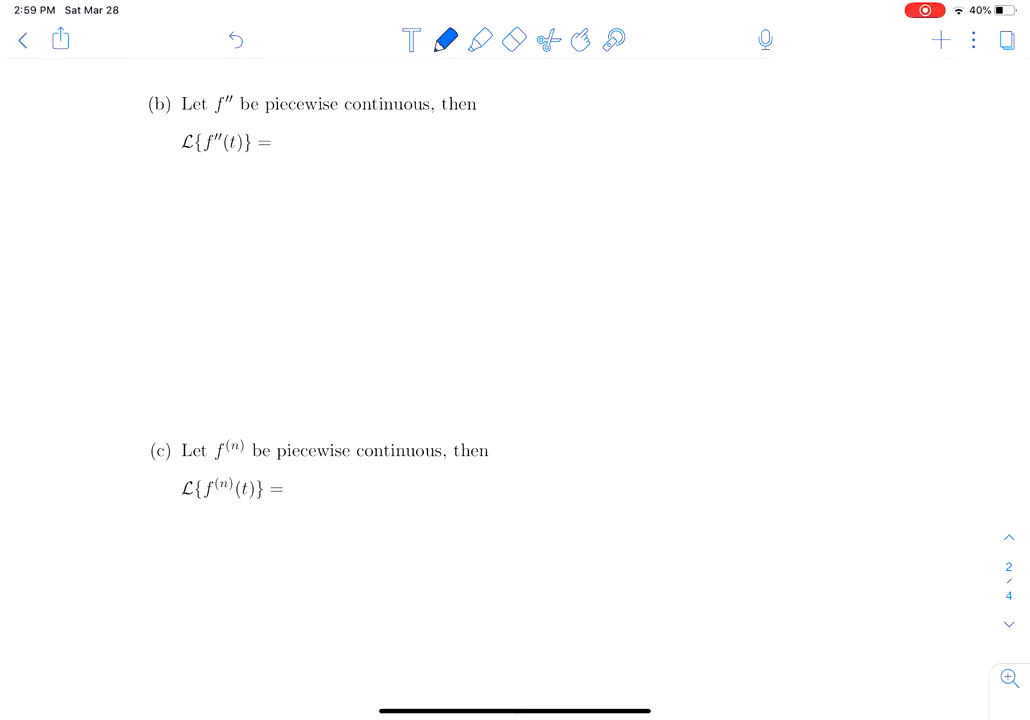 2:59 PM Sat Mar 28
40%
T
(b) Let f″ be piecewise continuous, then
ℒ{f″(t)} =
(c) Let f⁽ⁿ⁾ be piecewise continuous, then
ℒ{f⁽ⁿ⁾(t)} =
2
/
4